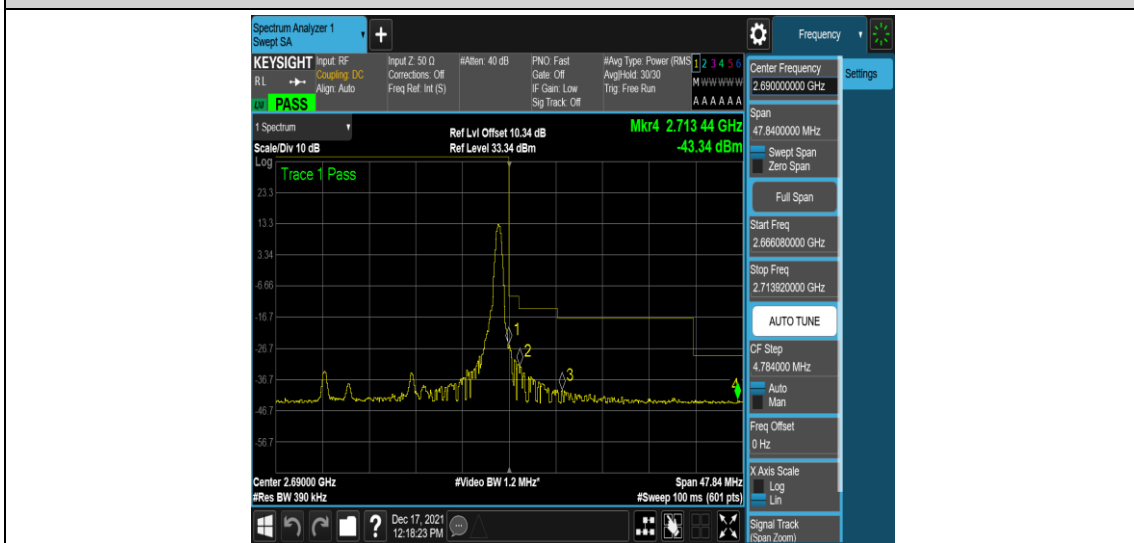 Spectrum Analyzer 1
Swept SA
+
Frequency
KEYSIGHT
RL
LXI PASS
Input: RF
Coupling: DC
Align: Auto
Input Z: 50 Ω
Corrections: Off
Freq Ref: Int (S)
#Atten: 40 dB
PNO: Fast
Gate: Off
IF Gain: Low
Sig Track: Off
#Avg Type: Power (RMS
Avg|Hold: 30/30
Trig: Free Run
1 2 3 4 5 6
M W W W W W
A A A A A A
1 Spectrum
Scale/Div 10 dB
Ref Lvl Offset 10.34 dB
Ref Level 33.34 dBm
Mkr4 2.713 44 GHz
-43.34 dBm
Log
Trace 1 Pass
23.3
13.3
3.34
-6.66
-16.7
-26.7
-36.7
-46.7
-56.7
1
2
3
4
Center 2.69000 GHz
#Res BW 390 kHz
#Video BW 1.2 MHz*
Span 47.84 MHz
#Sweep 100 ms (601 pts)
?
Dec 17, 2021
12:18:23 PM
Center Frequency
2.690000000 GHz
Settings
Span
47.8400000 MHz
Swept Span
Zero Span
Full Span
Start Freq
2.666080000 GHz
Stop Freq
2.713920000 GHz
AUTO TUNE
CF Step
4.784000 MHz
Auto
Man
Freq Offset
0 Hz
X Axis Scale
Log
Lin
Signal Track
(Span Zoom)